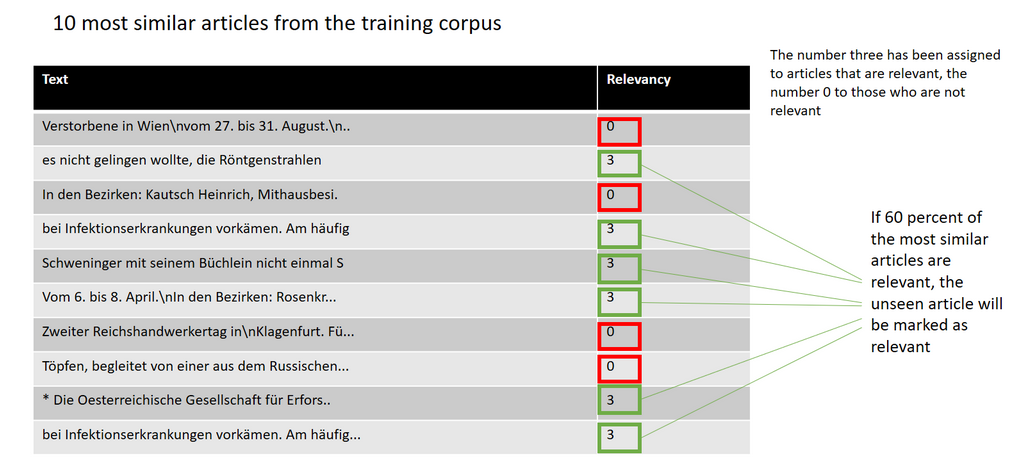 10 most similar articles from the training corpus
Text Relevancy
Verstorbene in Wien\nvom 27. bis 31. August.\n.. 0
es nicht gelingen wollte, die Röntgenstrahlen 3
In den Bezirken: Kautsch Heinrich, Mithausbesi. 0
bei Infektionserkrankungen vorkämen. Am häufig 3
Schweninger mit seinem Büchlein nicht einmal S 3
Vom 6. bis 8. April.\nIn den Bezirken: Rosenkr... 3
Zweiter Reichshandwerkertag in\nKlagenfurt. Fü... 0
Töpfen, begleitet von einer aus dem Russischen... 0
* Die Oesterreichische Gesellschaft für Erfors.. 3
bei Infektionserkrankungen vorkämen. Am häufig... 3
The number three has been assigned
to articles that are relevant, the
number 0 to those who are not
relevant
If 60 percent of
the most similar
articles are
relevant, the
unseen article will
be marked as
relevant